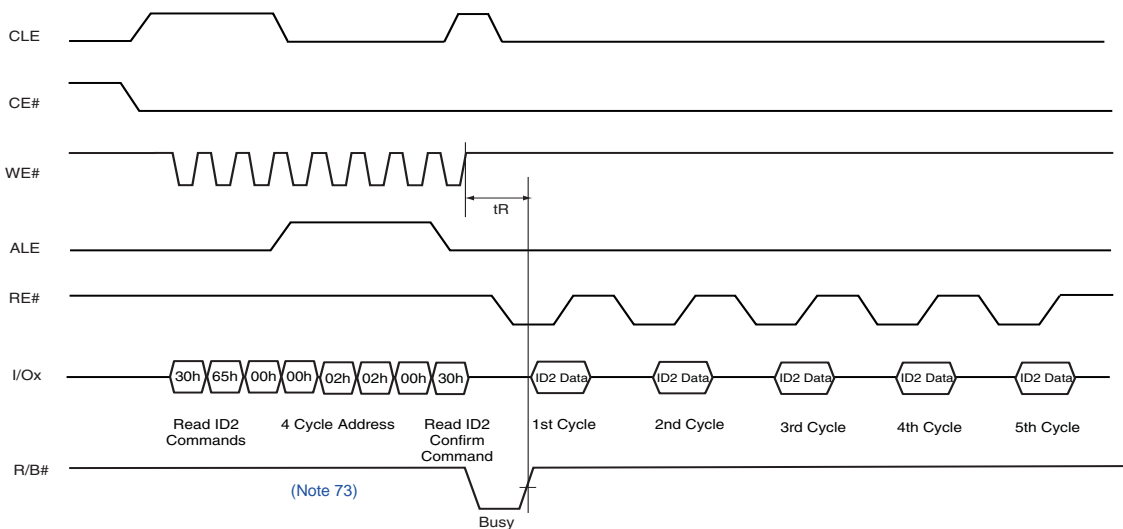 CLE
CE#
WE#
tR
ALE
RE#
I/Ox
30h 65h 00h 00h 02h 02h 00h 30h ID2 Data ID2 Data ID2 Data ID2 Data ID2 Data
Read ID2 Commands
4 Cycle Address
Read ID2 Confirm Command
1st Cycle
2nd Cycle
3rd Cycle
4th Cycle
5th Cycle
R/B#
(Note 73)
Busy